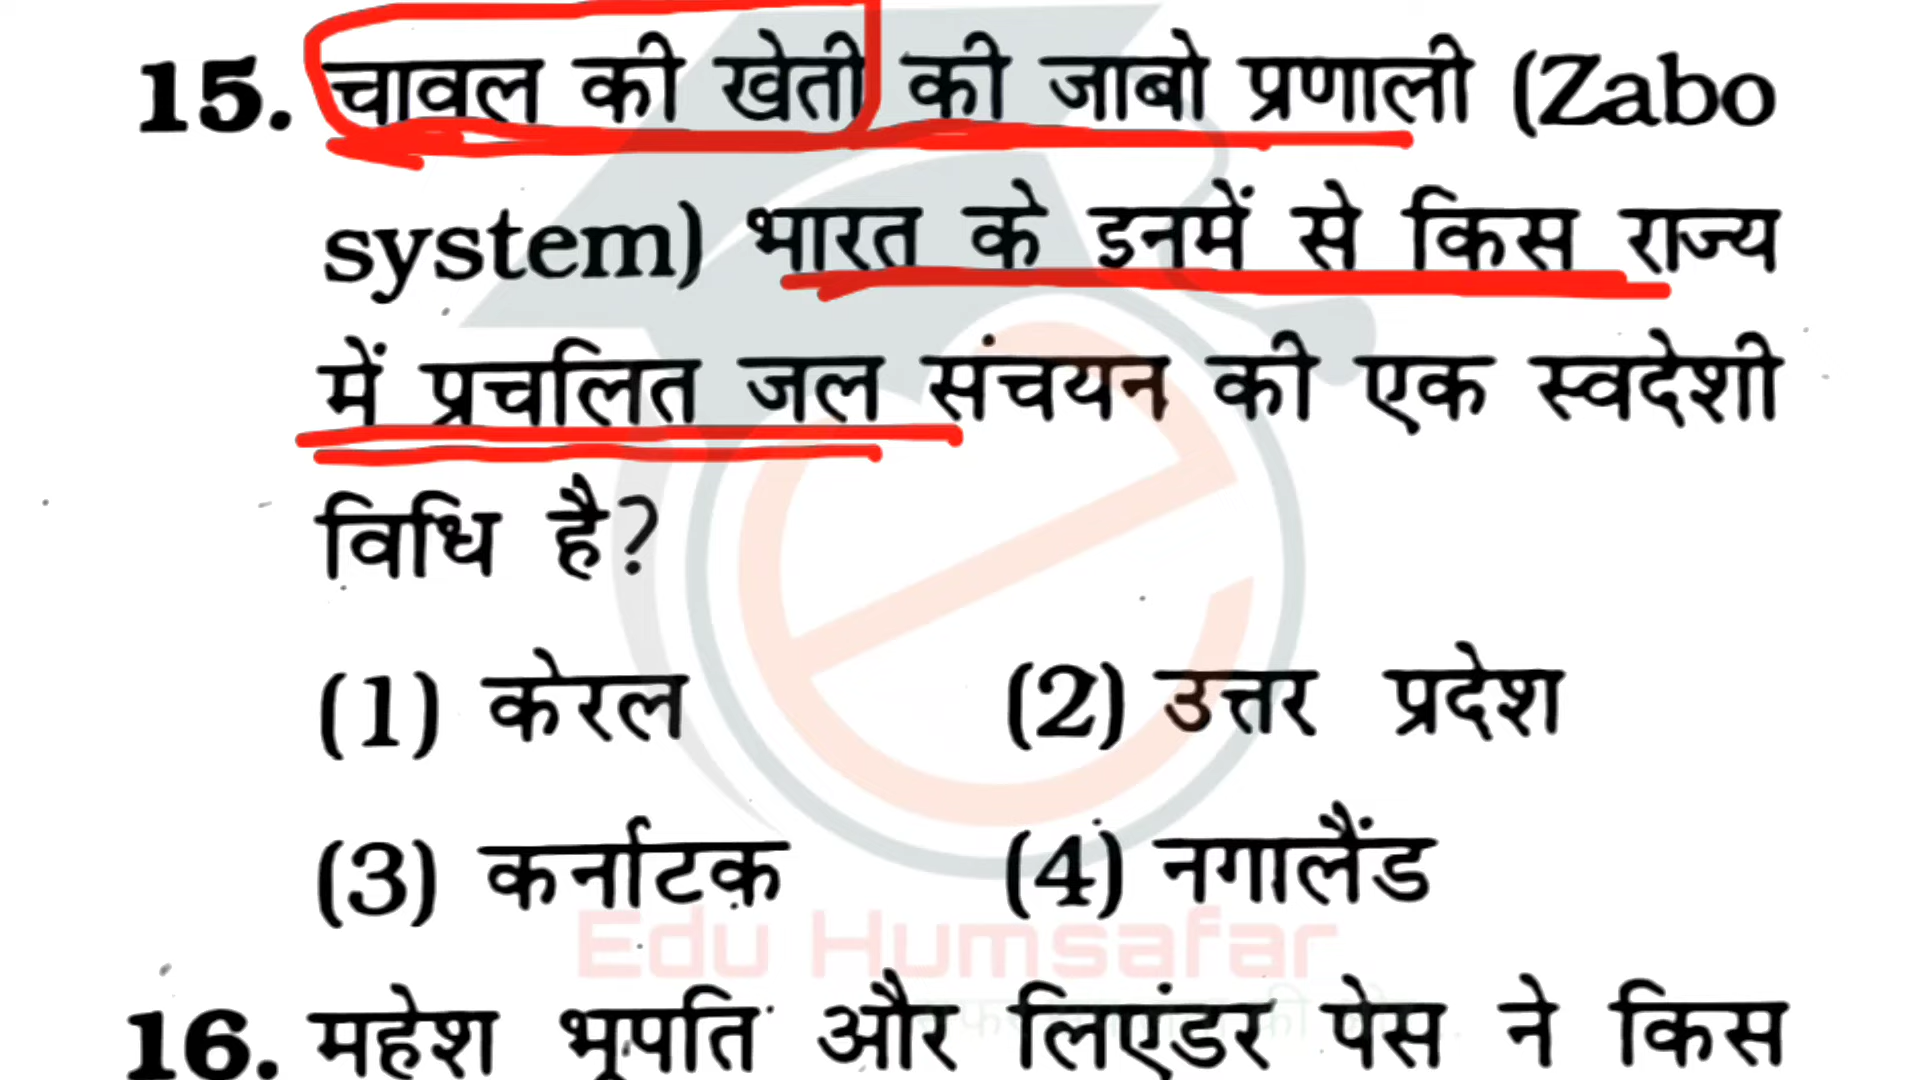 15. चावल की खेती की जाबो प्रणाली (Zabo
system) भारत के इनमें से किस राज्य
में प्रचलित जल संचयन की एक स्वदेशी
विधि है?
(1) केरल (2) उत्तर प्रदेश
(3) कर्नाटक (4) नगालैंड
Edu Humsafar
16. महेश भूपति और लिएंडर पेस ने किस